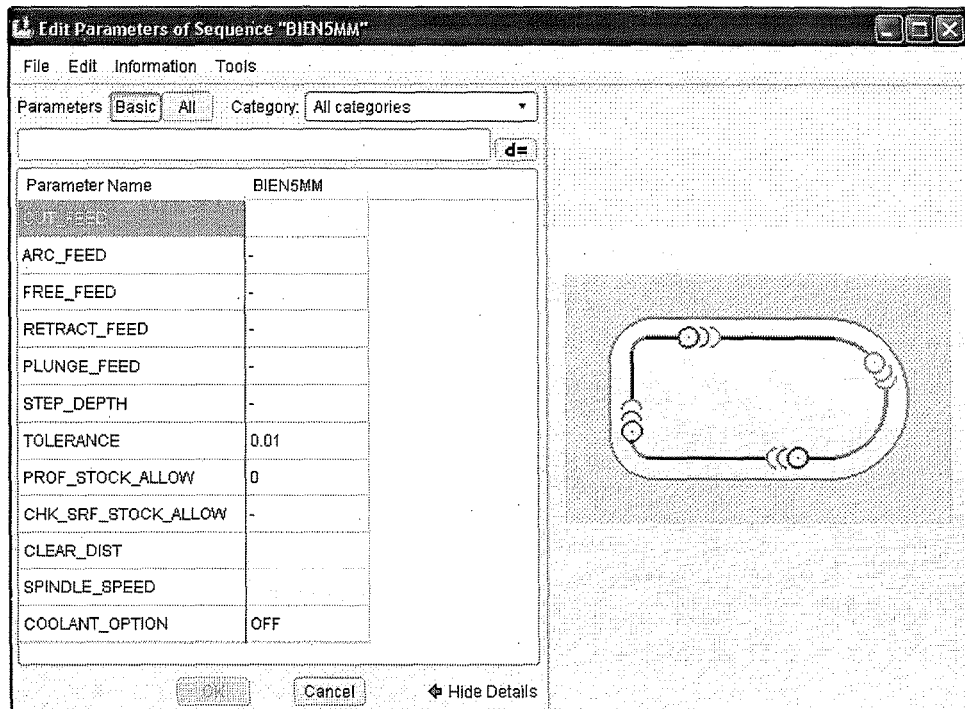 Edit Parameters of Sequence "BIEN5MM"
File Edit Information Tools
Parameters Basic All Category: All categories
d=
Parameter Name BIEN5MM
CUT_FEED
ARC_FEED -
FREE_FEED -
RETRACT_FEED -
PLUNGE_FEED -
STEP_DEPTH -
TOLERANCE 0.01
PROF_STOCK_ALLOW 0
CHK_SRF_STOCK_ALLOW -
CLEAR_DIST
SPINDLE_SPEED
COOLANT_OPTION OFF
OK Cancel Hide Details